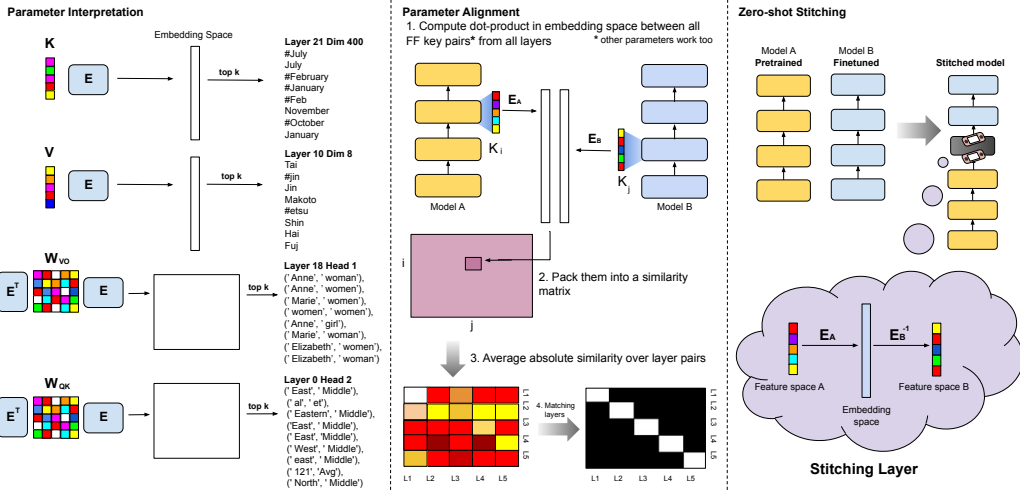 Parameter Interpretation
K
E
Embedding Space
top k
Layer 21 Dim 400
#July
July
#February
#January
#Feb
November
#October
January
V
E
top k
Layer 10 Dim 8
Tai
#jin
Jin
Makoto
#etsu
Shin
Hai
Fuj
WVO
ET
E
top k
Layer 18 Head 1
(' Anne', ' woman'),
(' Anne', ' women'),
(' Marie', ' women'),
(' women', ' women'),
(' Anne', ' girl'),
(' Marie', ' woman'),
(' Elizabeth', ' women'),
(' Elizabeth', ' woman')
WQK
ET
E
top k
Layer 0 Head 2
(' East', ' Middle'),
(' al', ' et'),
(' Eastern', ' Middle'),
('East', ' Middle'),
(' East', 'Middle'),
(' West', ' Middle'),
(' east', ' Middle'),
(' 121', 'Avg'),
(' North', ' Middle')
Parameter Alignment
1. Compute dot-product in embedding space between all
FF key pairs* from all layers
* other parameters work too
EA
Ki
EB
Kj
Model A
Model B
i
j
2. Pack them into a similarity
matrix
3. Average absolute similarity over layer pairs
L1
L2
L3
L4
L5
L1 L2 L3 L4 L5
4. Matching
layers
L1
L2
L3
L4
L5
L1 L2 L3 L4 L5
Zero-shot Stitching
Model A
Pretrained
Model B
Finetuned
Stitched model
EA
EB-1
Feature space A
Feature space B
Embedding
space
Stitching Layer